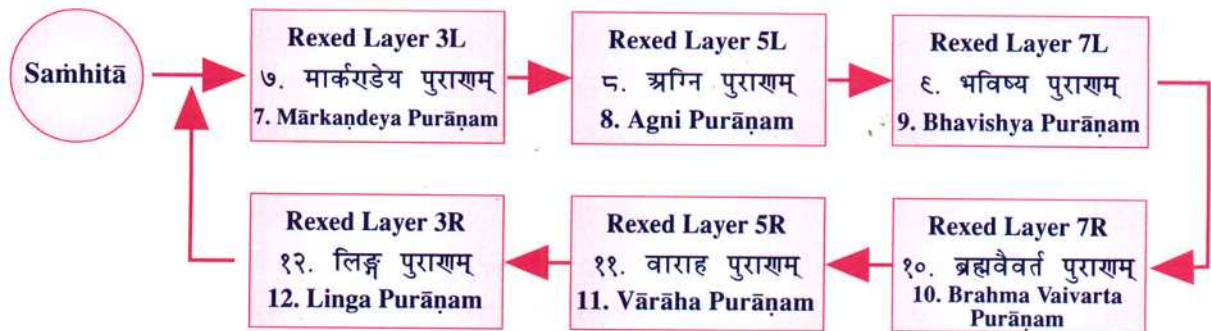 Saṁhitā
Rexed Layer 3L
७. मार्कण्डेय पुराणम्
7. Mārkaṇdeya Purāṇam
Rexed Layer 5L
८. अग्नि पुराणम्
8. Agni Purāṇam
Rexed Layer 7L
९. भविष्य पुराणम्
9. Bhavishya Purāṇam
Rexed Layer 7R
१०. ब्रह्मवैवर्त पुराणम्
10. Brahma Vaivarta
Purāṇam
Rexed Layer 5R
११. वाराह पुराणम्
11. Vārāha Purāṇam
Rexed Layer 3R
१२. लिङ्ग पुराणम्
12. Linga Purāṇam